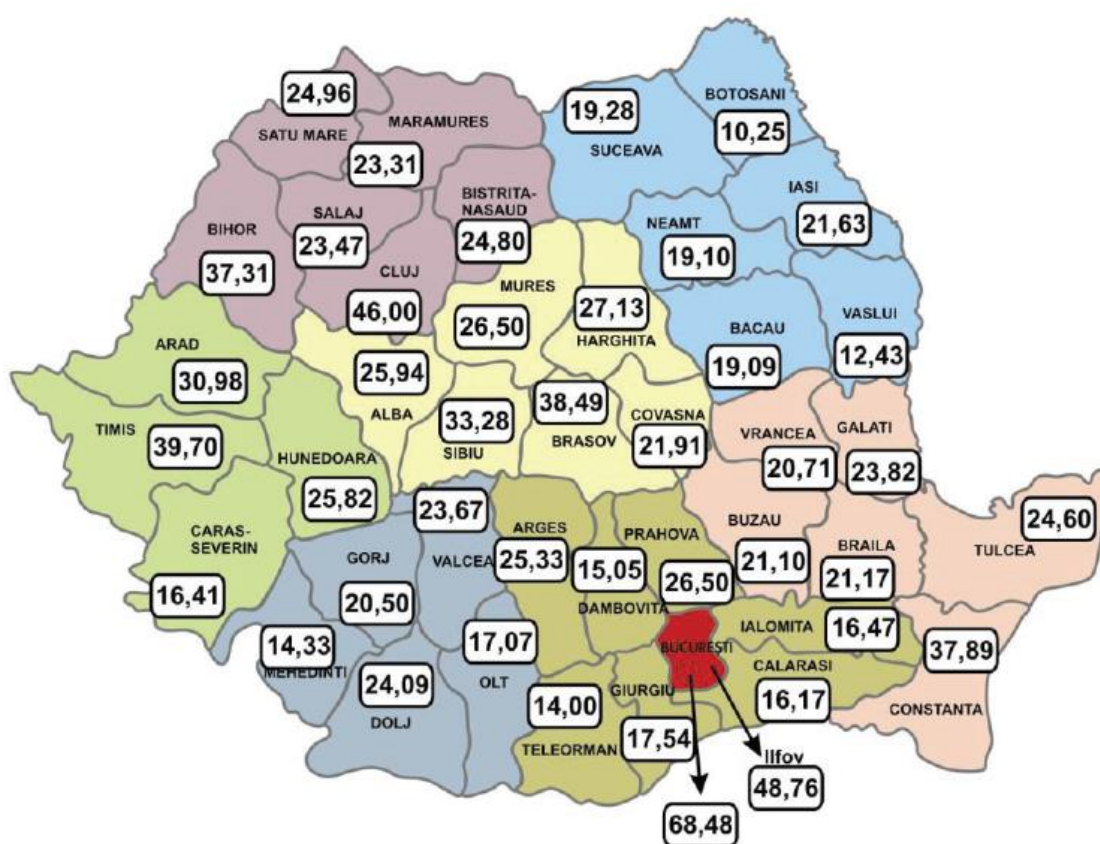 24,96
SATU MARE
MARAMURES
23,31
19,28
SUCEAVA
BOTOSANI
10,25
IASI
21,63
BIHOR
37,31
SALAJ
23,47
BISTRITA-
NASAUD
24,80
CLUJ
46,00
NEAMT
19,10
MURES
26,50
27,13
HARGHITA
BACAU
19,09
VASLUI
12,43
ARAD
30,98
25,94
ALBA
33,28
SIBIU
38,49
BRASOV
COVASNA
21,91
TIMIS
39,70
HUNEDOARA
25,82
VRANCEA
20,71
GALATI
23,82
CARAS-
SEVERIN
16,41
GORJ
20,50
23,67
VALCEA
ARGES
25,33
15,05
DAMBOVITA
PRAHOVA
26,50
BUZAU
21,10
BRAILA
21,17
24,60
TULCEA
14,33
MEHEDINTI
24,09
DOLJ
17,07
OLT
14,00
TELEORMAN
GIURGIU
17,54
BUCURESTI
IALOMITA
16,47
CALARASI
16,17
37,89
CONSTANTA
Ilfov
48,76
68,48